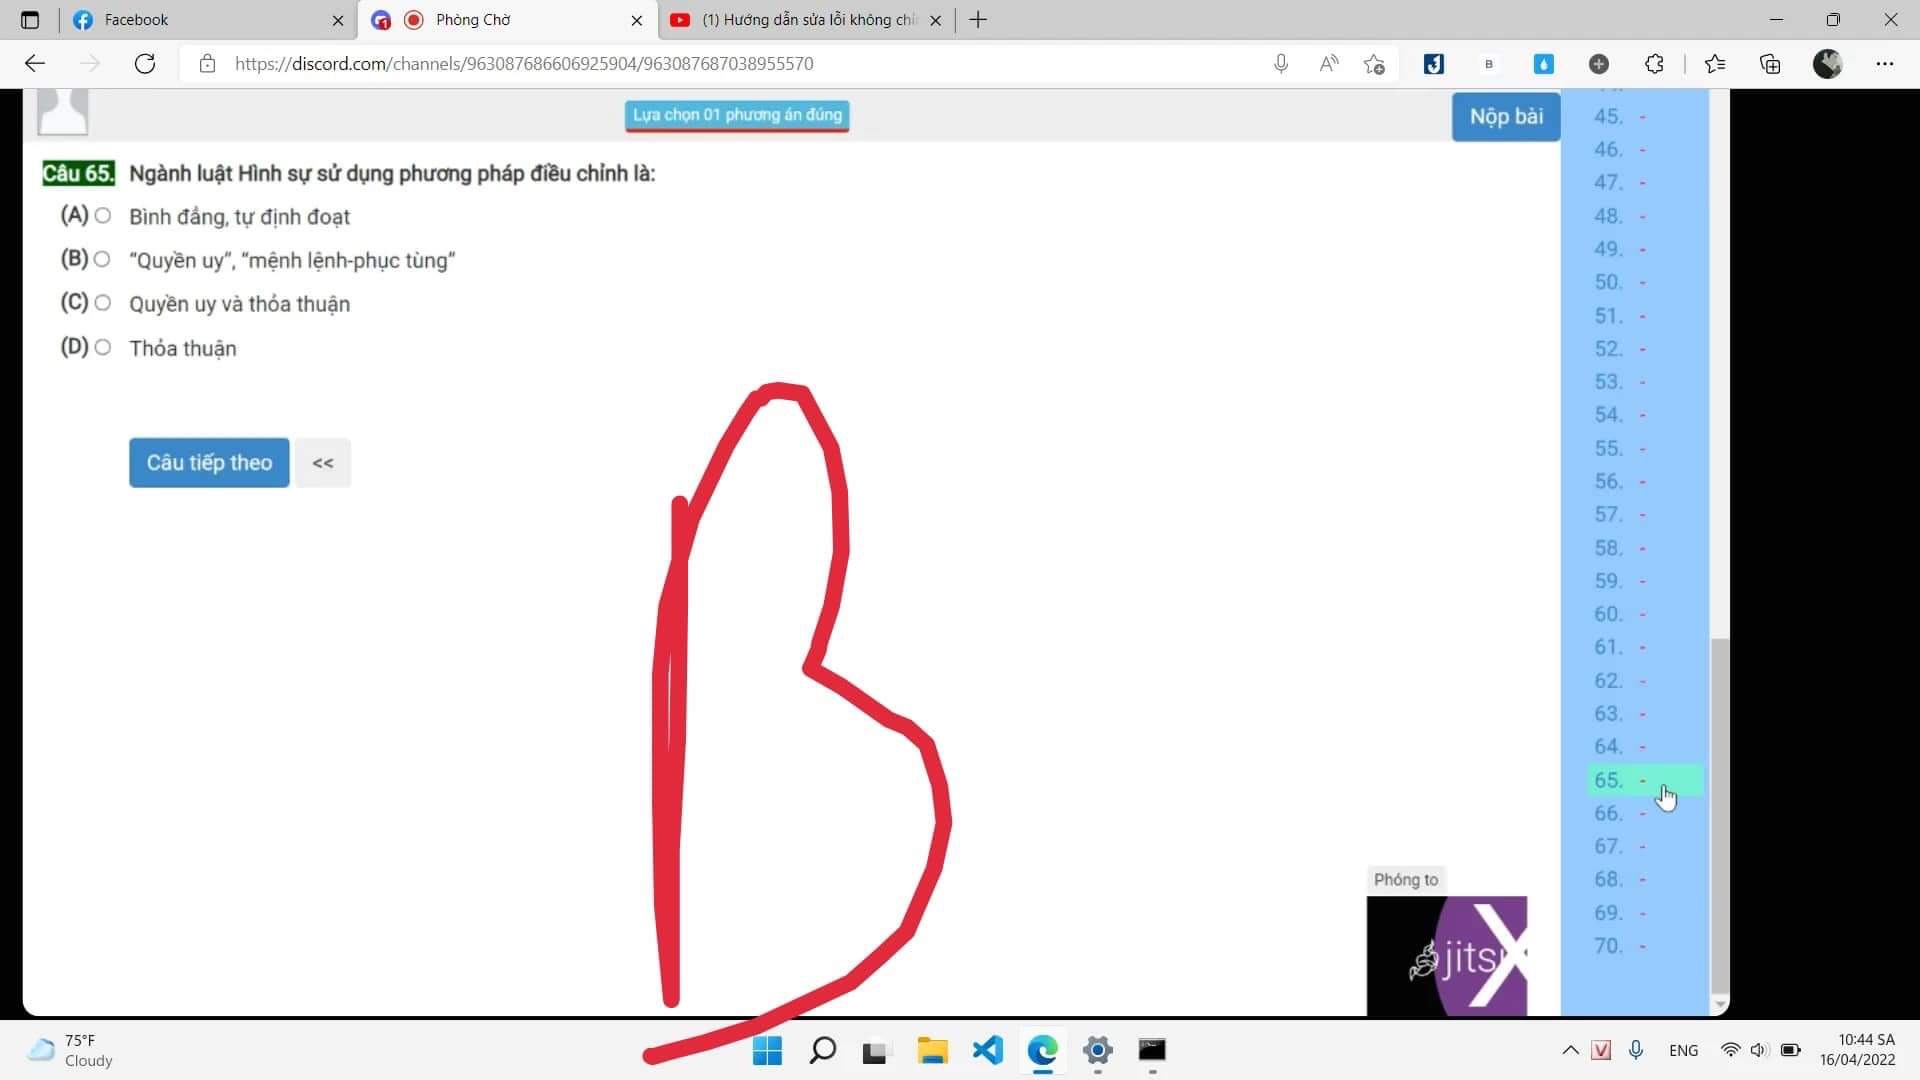 Facebook
Phòng Chờ
(1) Hướng dẫn sửa lỗi không chỉ
https://discord.com/channels/963087686606925904/963087687038955570
Lựa chọn 01 phương án đúng
Nộp bài
Câu 65. Ngành luật Hình sự sử dụng phương pháp điều chỉnh là:
(A) Bình đẳng, tự định đoạt
(B) “Quyền uy”, “mệnh lệnh-phục tùng”
(C) Quyền uy và thỏa thuận
(D) Thỏa thuận
Câu tiếp theo <<
B
45. -
46. -
47. -
48. -
49. -
50. -
51. -
52. -
53. -
54. -
55. -
56. -
57. -
58. -
59. -
60. -
61. -
62. -
63. -
64. -
65. -
66. -
67. -
68. -
69. -
70. -
Phóng to
jitsi
75°F
Cloudy
ENG
10:44 SA
16/04/2022